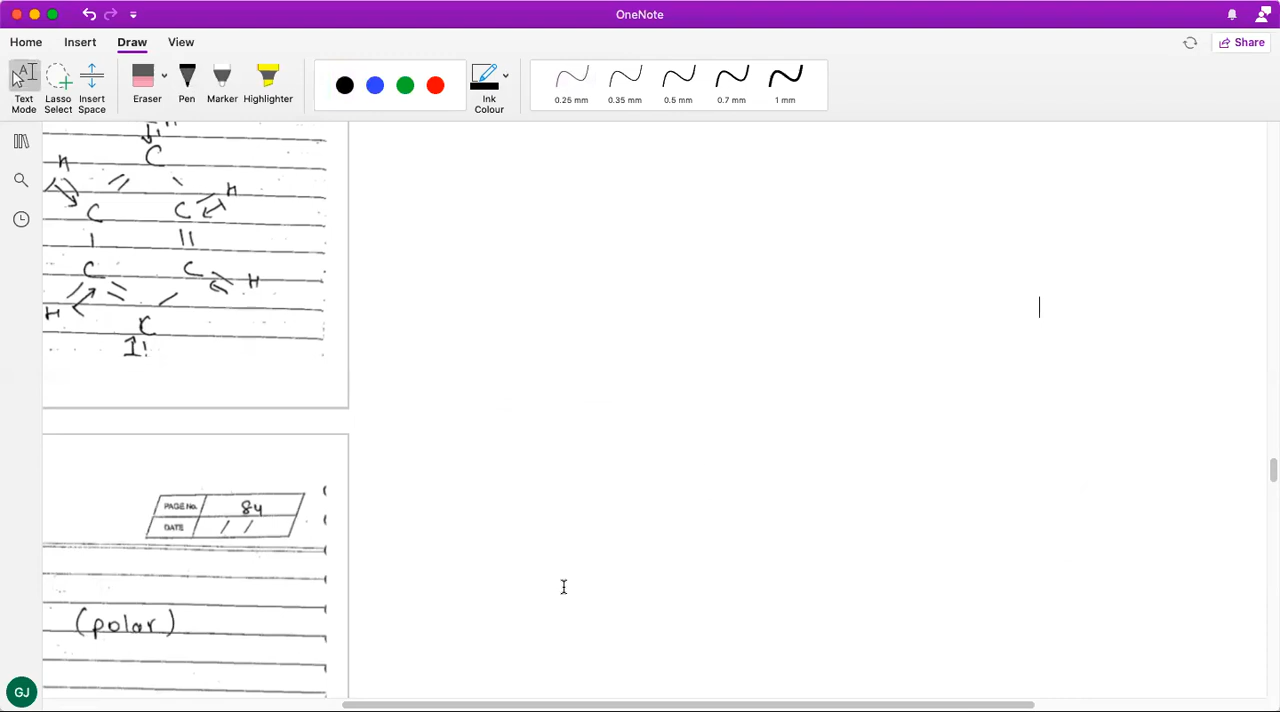 OneNote
Home Insert Draw View
Share
Text Mode
Lasso Select
Insert Space
Eraser
Pen
Marker
Highlighter
Ink Colour
0.25 mm
0.35 mm
0.5 mm
0.7 mm
1 mm
C
H
H
C C
C C
H
H
C
PAGE No. 84
DATE / /
(polar)
GJ